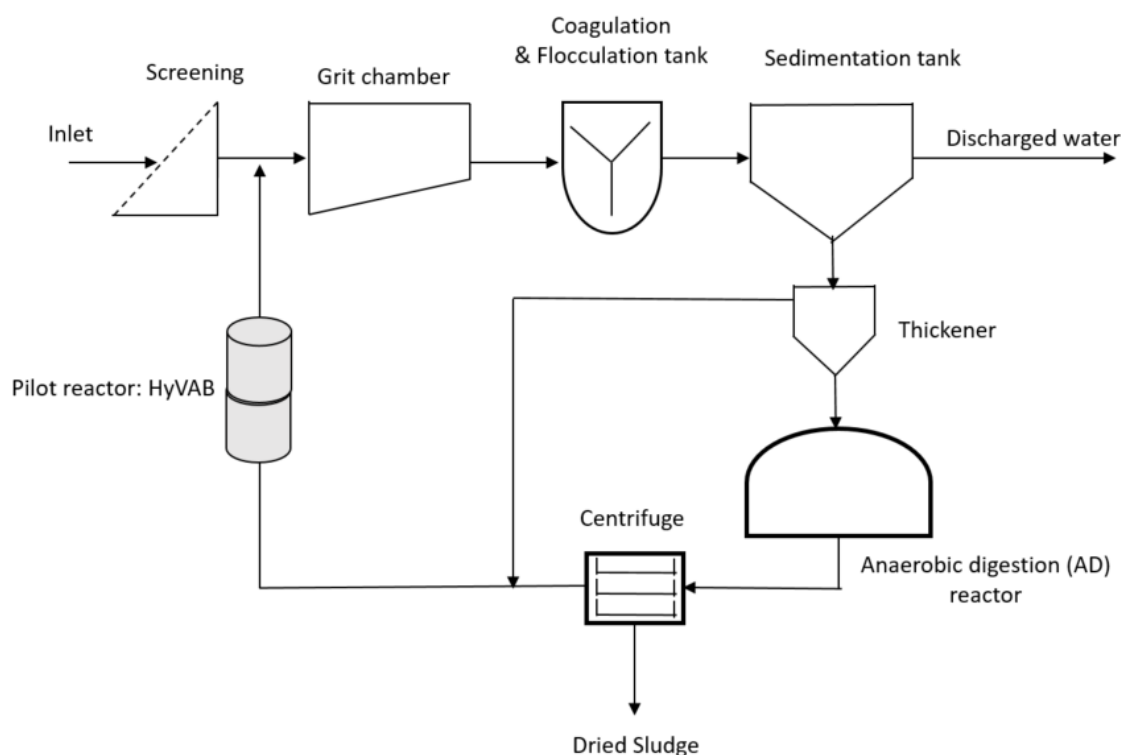 Coagulation
& Flocculation tank
Screening
Grit chamber
Sedimentation tank
Inlet
Discharged water
Thickener
Pilot reactor: HyVAB
Centrifuge
Anaerobic digestion (AD)
reactor
Dried Sludge